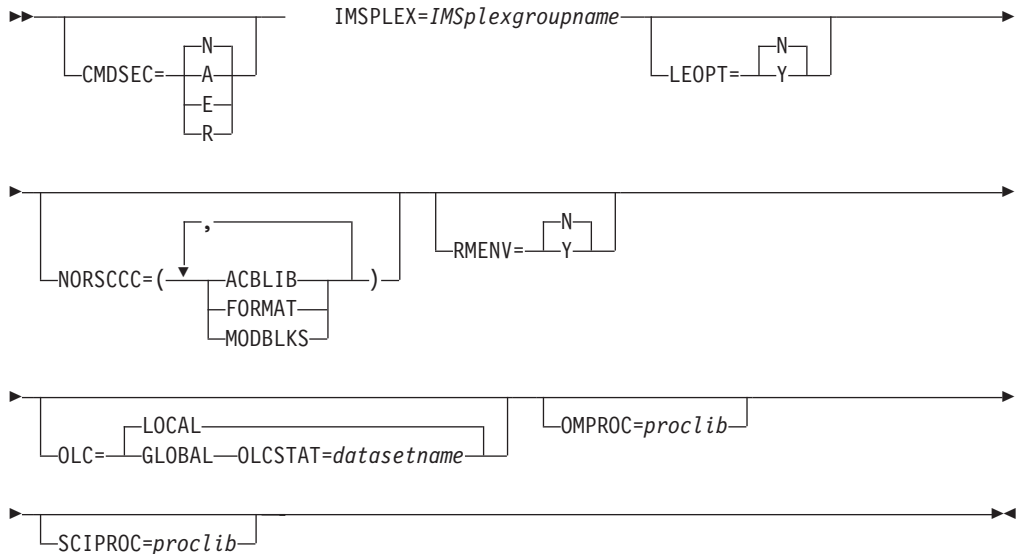 IMSPLEX=IMSplexgroupname
CMDSEC= N LEOPT= N
A Y
E
R
NORSCCC=( , ACBLIB ) RMENV= N
FORMAT Y
MODBLKS
OLC= LOCAL OMPROC=proclib
GLOBAL OLCSTAT=datasetname
SCIPROC=proclib